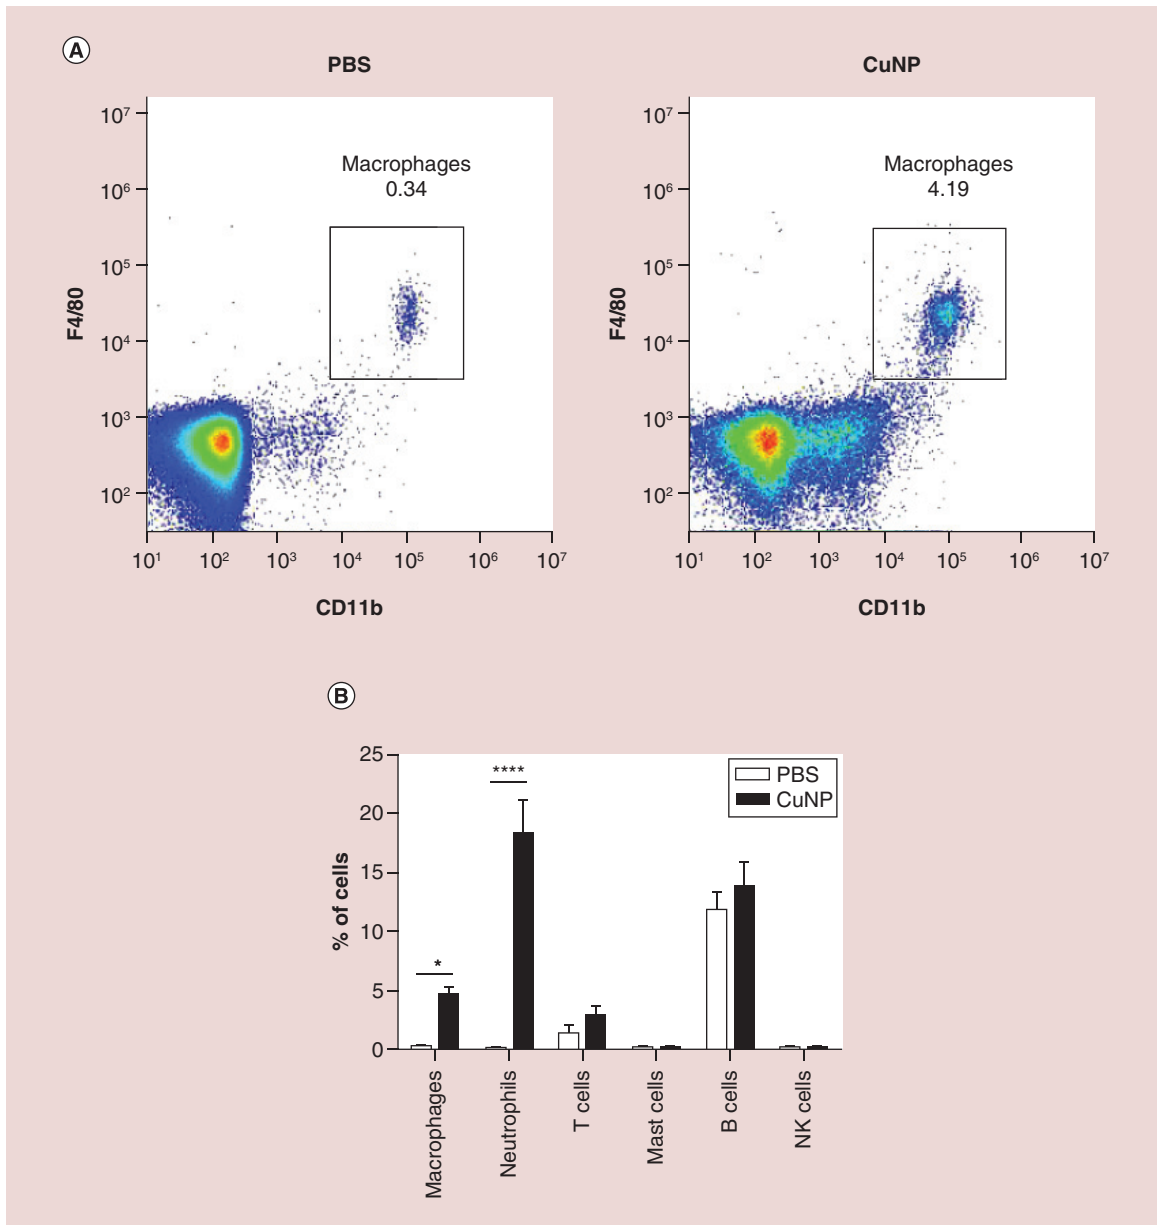 A
PBS
CuNP
Macrophages
0.34
Macrophages
4.19
F4/80
10⁷
10⁶
10⁵
10⁴
10³
10²
10¹ 10² 10³ 10⁴ 10⁵ 10⁶ 10⁷
CD11b
F4/80
10⁷
10⁶
10⁵
10⁴
10³
10²
10¹ 10² 10³ 10⁴ 10⁵ 10⁶ 10⁷
CD11b
B
% of cells
25
20
15
10
5
0
PBS
CuNP
*
****
Macrophages
Neutrophils
T cells
Mast cells
B cells
NK cells